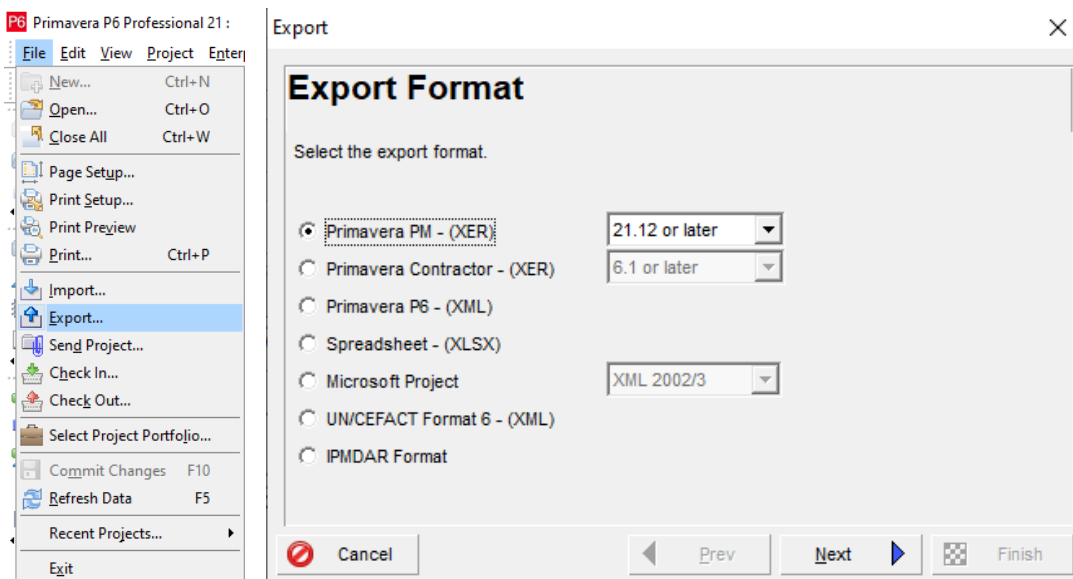 P6 Primavera P6 Professional 21 :
File Edit View Project Enter
New... Ctrl+N
Open... Ctrl+O
Close All Ctrl+W
Page Setup...
Print Setup...
Print Preview
Print... Ctrl+P
Import...
Export...
Send Project...
Check In...
Check Out...
Select Project Portfolio...
Commit Changes F10
Refresh Data F5
Recent Projects...
Exit
Export
Export Format
Select the export format.
Primavera PM - (XER) 21.12 or later
Primavera Contractor - (XER) 6.1 or later
Primavera P6 - (XML)
Spreadsheet - (XLSX)
Microsoft Project XML 2002/3
UN/CEFACT Format 6 - (XML)
IPMDAR Format
Cancel Prev Next Finish